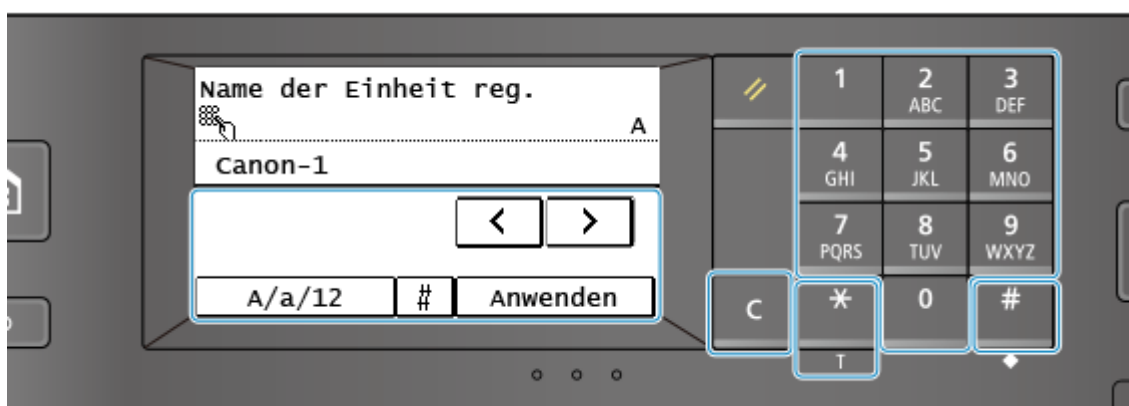 Name der Einheit reg.
A
Canon-1
< >
A/a/12 # Anwenden
1
2 ABC
3 DEF
4 GHI
5 JKL
6 MNO
7 PQRS
8 TUV
9 WXYZ
C
* 0 #
T